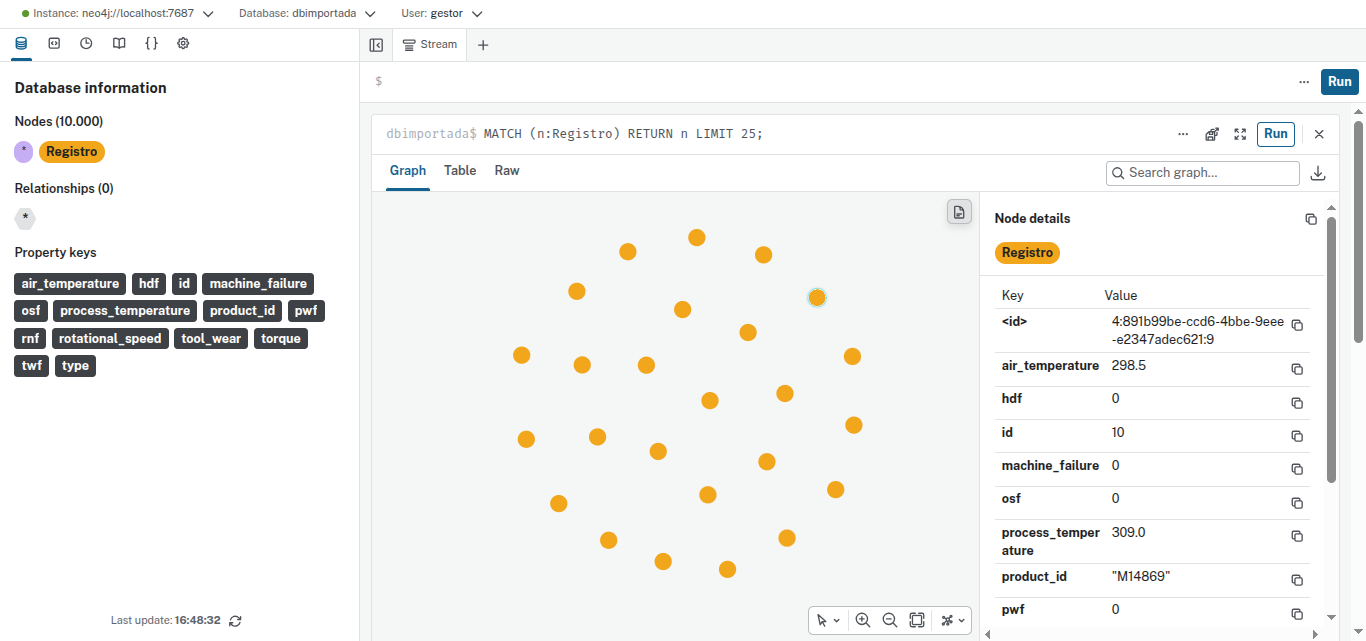 Instance: neo4j://localhost:7687 Database: dbimportada User: gestor
Stream
$ ... Run
Database information
Nodes (10.000)
* Registro
Relationships (0)
*
Property keys
air_temperature hdf id machine_failure
osf process_temperature product_id pwf
rnf rotational_speed tool_wear torque
twf type
Last update: 16:48:32
dbimportada$ MATCH (n:Registro) RETURN n LIMIT 25; ... Run
Graph Table Raw Search graph...
Node details
Registro
Key Value
<id> 4:891b99be-ccd6-4bbe-9eee
-e2347adec621:9
air_temperature 298.5
hdf 0
id 10
machine_failure 0
osf 0
process_temper 309.0
ature
product_id "M14869"
pwf 0